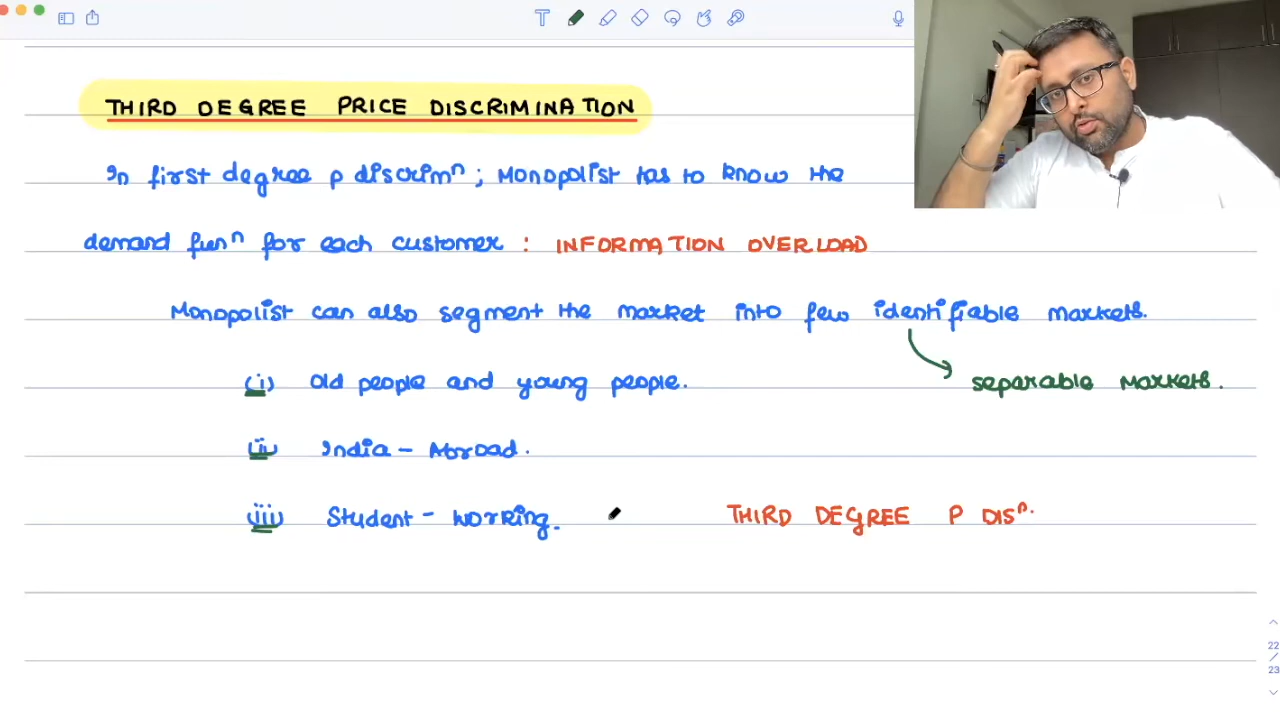 THIRD DEGREE PRICE DISCRIMINATION
In first degree p discrimⁿ ; Monopolist has to know the
demand funⁿ for each customer : INFORMATION OVERLOAD
Monopolist can also segment the market into few identifiable markets.
(i) Old people and young people. separable markets.
(ii) India - Abroad.
(iii) Student - working. THIRD DEGREE P DISⁿ.
22
/
23